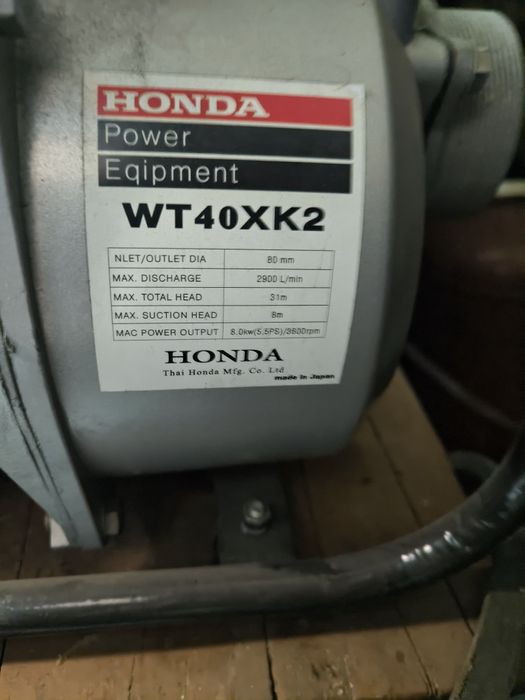 HONDA
Power
Eqipment
WT40XK2
NLET/OUTLET DIA 80 mm
MAX. DISCHARGE 2900 L/min
MAX. TOTAL HEAD 31m
MAX. SUCTION HEAD 8m
MAC POWER OUTPUT 6.0kw(5,5PS)/3600rpm
HONDA
Thai Honda Mfg. Co. Ltd
made in Japan